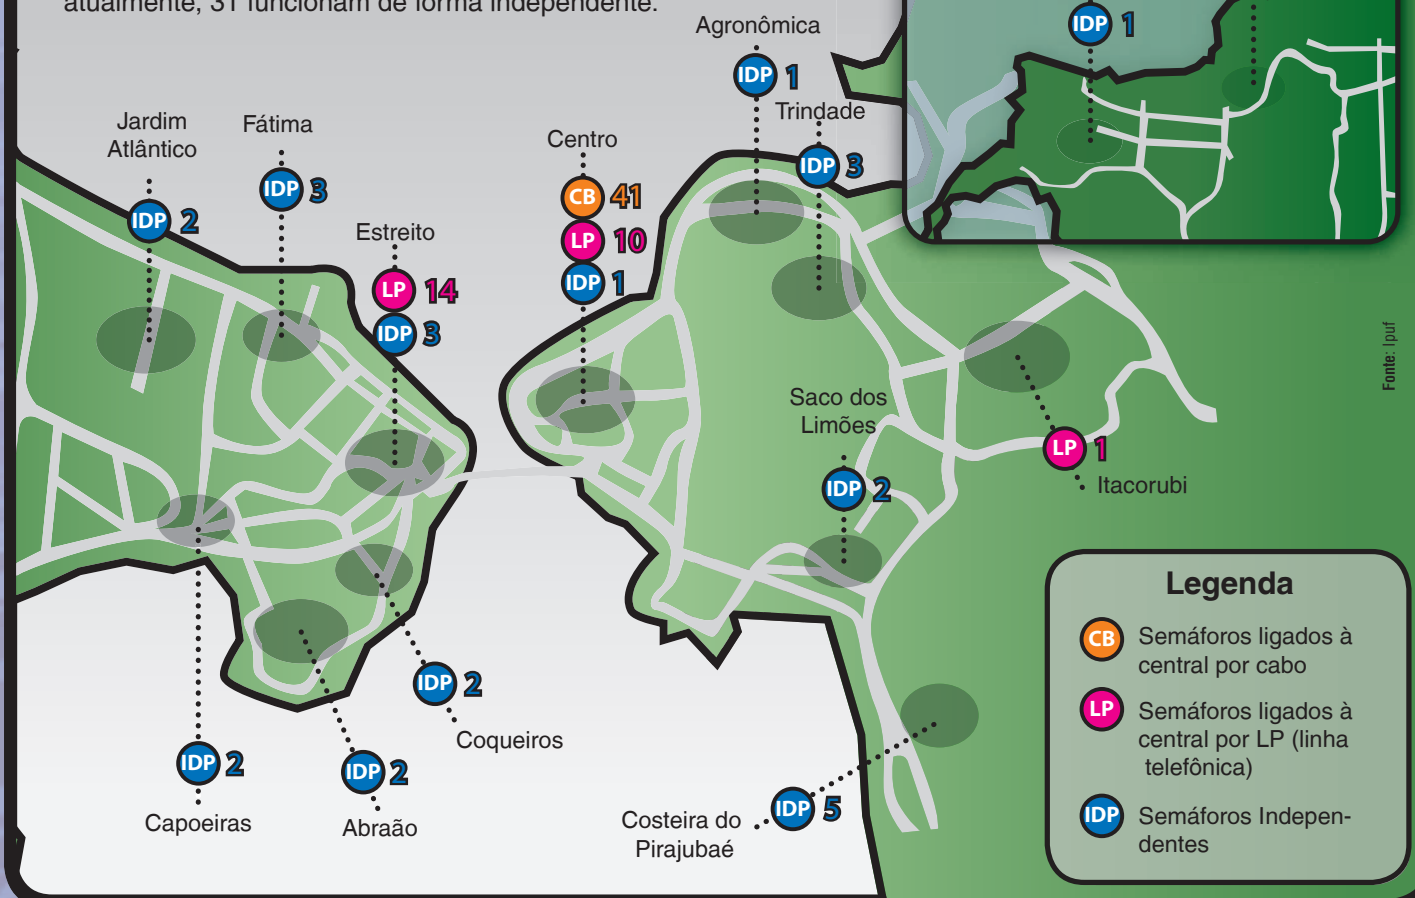 atualmente, 31 funcionam de forma independente.
Agronômica
IDP 1
IDP 1
Trindade
IDP 3
Jardim
Atlântico
IDP 2
Fátima
IDP 3
Centro
CB 41
LP 10
IDP 1
Estreito
LP 14
IDP 3
Fonte: Ipuf
Saco dos
Limões
IDP 2
LP 1
Itacorubi
IDP 2
Coqueiros
IDP 2
Capoeiras
IDP 2
Abraão
IDP 5
Costeira do
Pirajubaé
Legenda
CB Semáforos ligados à
central por cabo
LP Semáforos ligados à
central por LP (linha
telefônica)
IDP Semáforos Indepen-
dentes